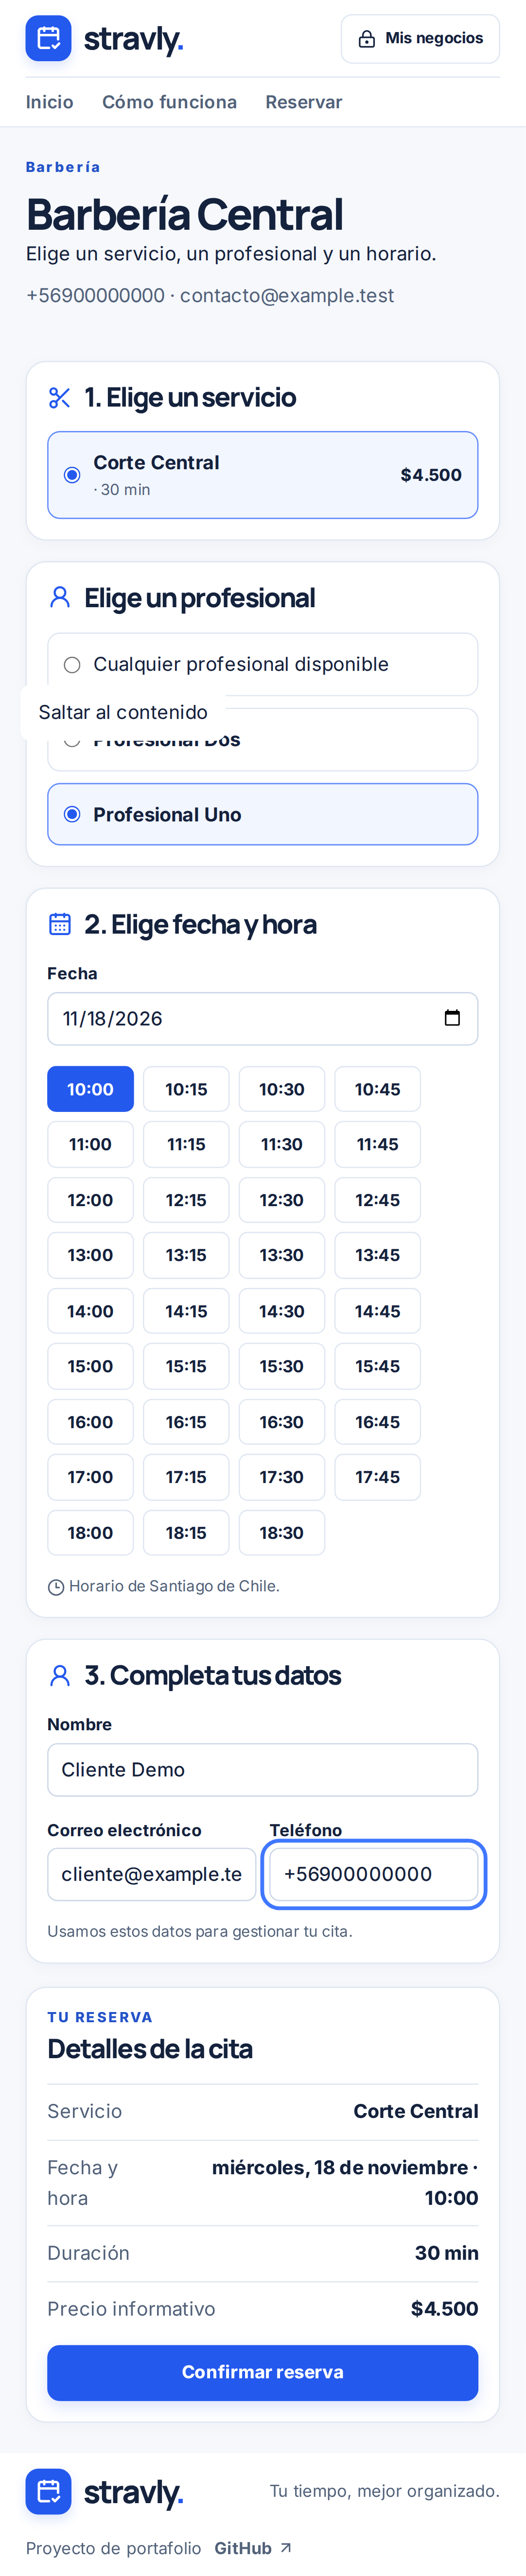 stravly.
Mis negocios
Inicio Cómo funciona Reservar
Barbería
Barbería Central
Elige un servicio, un profesional y un horario.
+56900000000 · contacto@example.test
1. Elige un servicio
Corte Central
· 30 min
$4.500
Elige un profesional
Cualquier profesional disponible
Saltar al contenido
Profesional Dos
Profesional Uno
2. Elige fecha y hora
Fecha
11/18/2026
10:00 10:15 10:30 10:45
11:00 11:15 11:30 11:45
12:00 12:15 12:30 12:45
13:00 13:15 13:30 13:45
14:00 14:15 14:30 14:45
15:00 15:15 15:30 15:45
16:00 16:15 16:30 16:45
17:00 17:15 17:30 17:45
18:00 18:15 18:30
Horario de Santiago de Chile.
3. Completa tus datos
Nombre
Cliente Demo
Correo electrónico Teléfono
cliente@example.te +56900000000
Usamos estos datos para gestionar tu cita.
TU RESERVA
Detalles de la cita
Servicio Corte Central
Fecha y hora miércoles, 18 de noviembre · 10:00
Duración 30 min
Precio informativo $4.500
Confirmar reserva
stravly.
Tu tiempo, mejor organizado.
Proyecto de portafolio GitHub